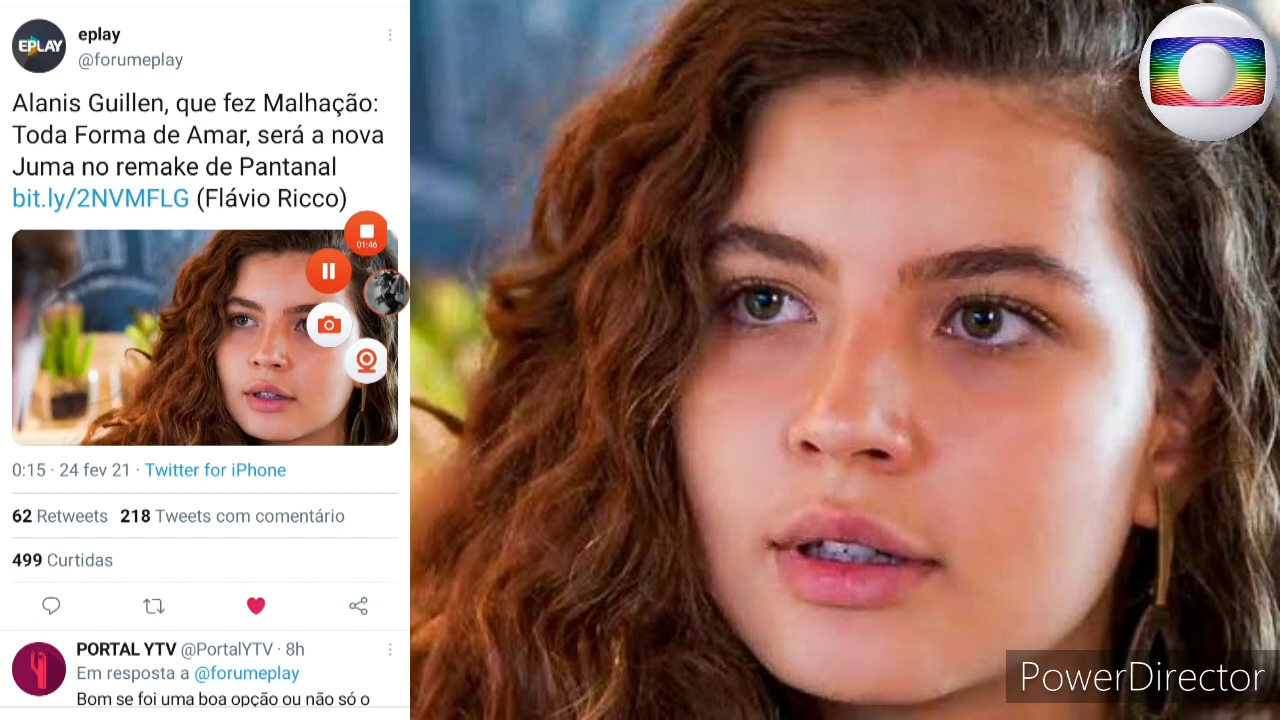 EPLAY
eplay
@forumeplay
Alanis Guillen, que fez Malhação:
Toda Forma de Amar, será a nova
Juma no remake de Pantanal
bit.ly/2NVMFLG (Flávio Ricco)
01:46
0:15 · 24 fev 21 · Twitter for iPhone
62 Retweets 218 Tweets com comentário
499 Curtidas
PORTAL YTV @PortalYTV · 8h
Em resposta a @forumeplay
Bom se foi uma boa opção ou não só o
PowerDirector